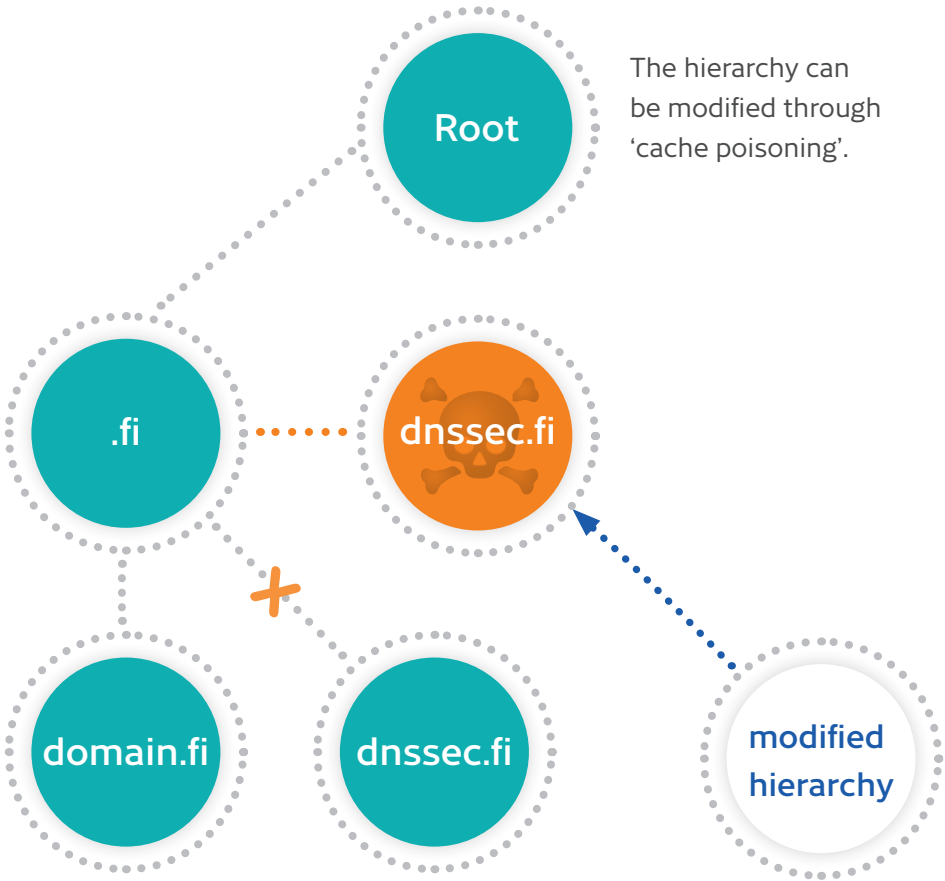 Root
The hierarchy can
be modified through
‘cache poisoning’.
.fi
dnssec.fi
domain.fi
dnssec.fi
modified
hierarchy